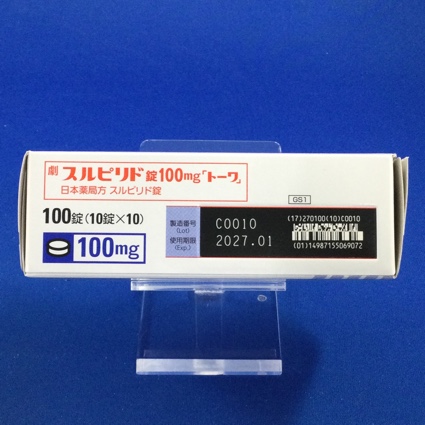 劇 スルピリド錠100mg「トーワ」
日本薬局方 スルピリド錠
100錠(10錠×10)
100mg
製造番号
(Lot)
使用期限
(Exp.)
C0010
2027.01
GS1
(17)270100(10)C0010
(01)14987155069072